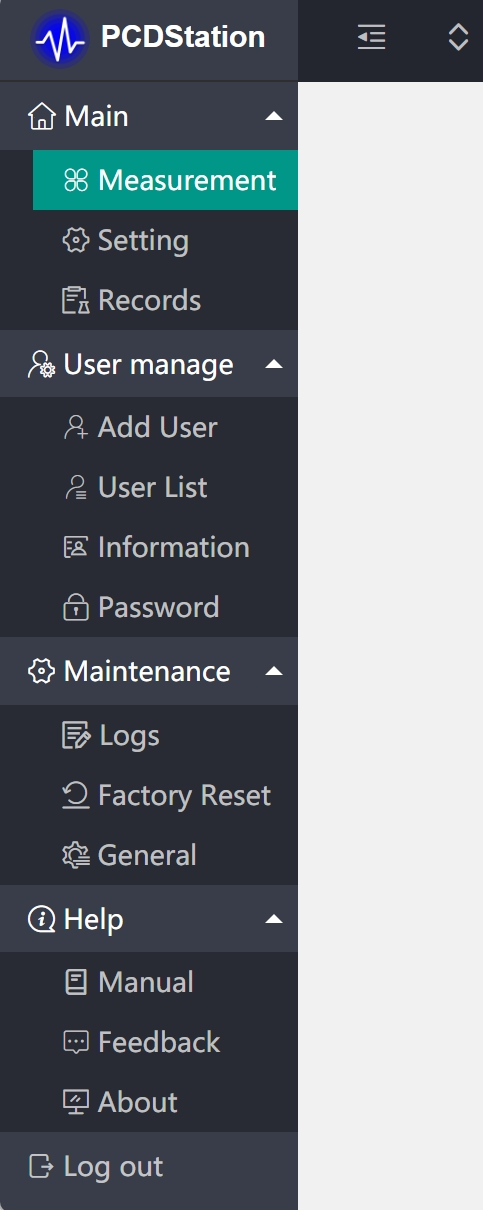 PCDStation
Main
Measurement
Setting
Records
User manage
Add User
User List
Information
Password
Maintenance
Logs
Factory Reset
General
Help
Manual
Feedback
About
Log out